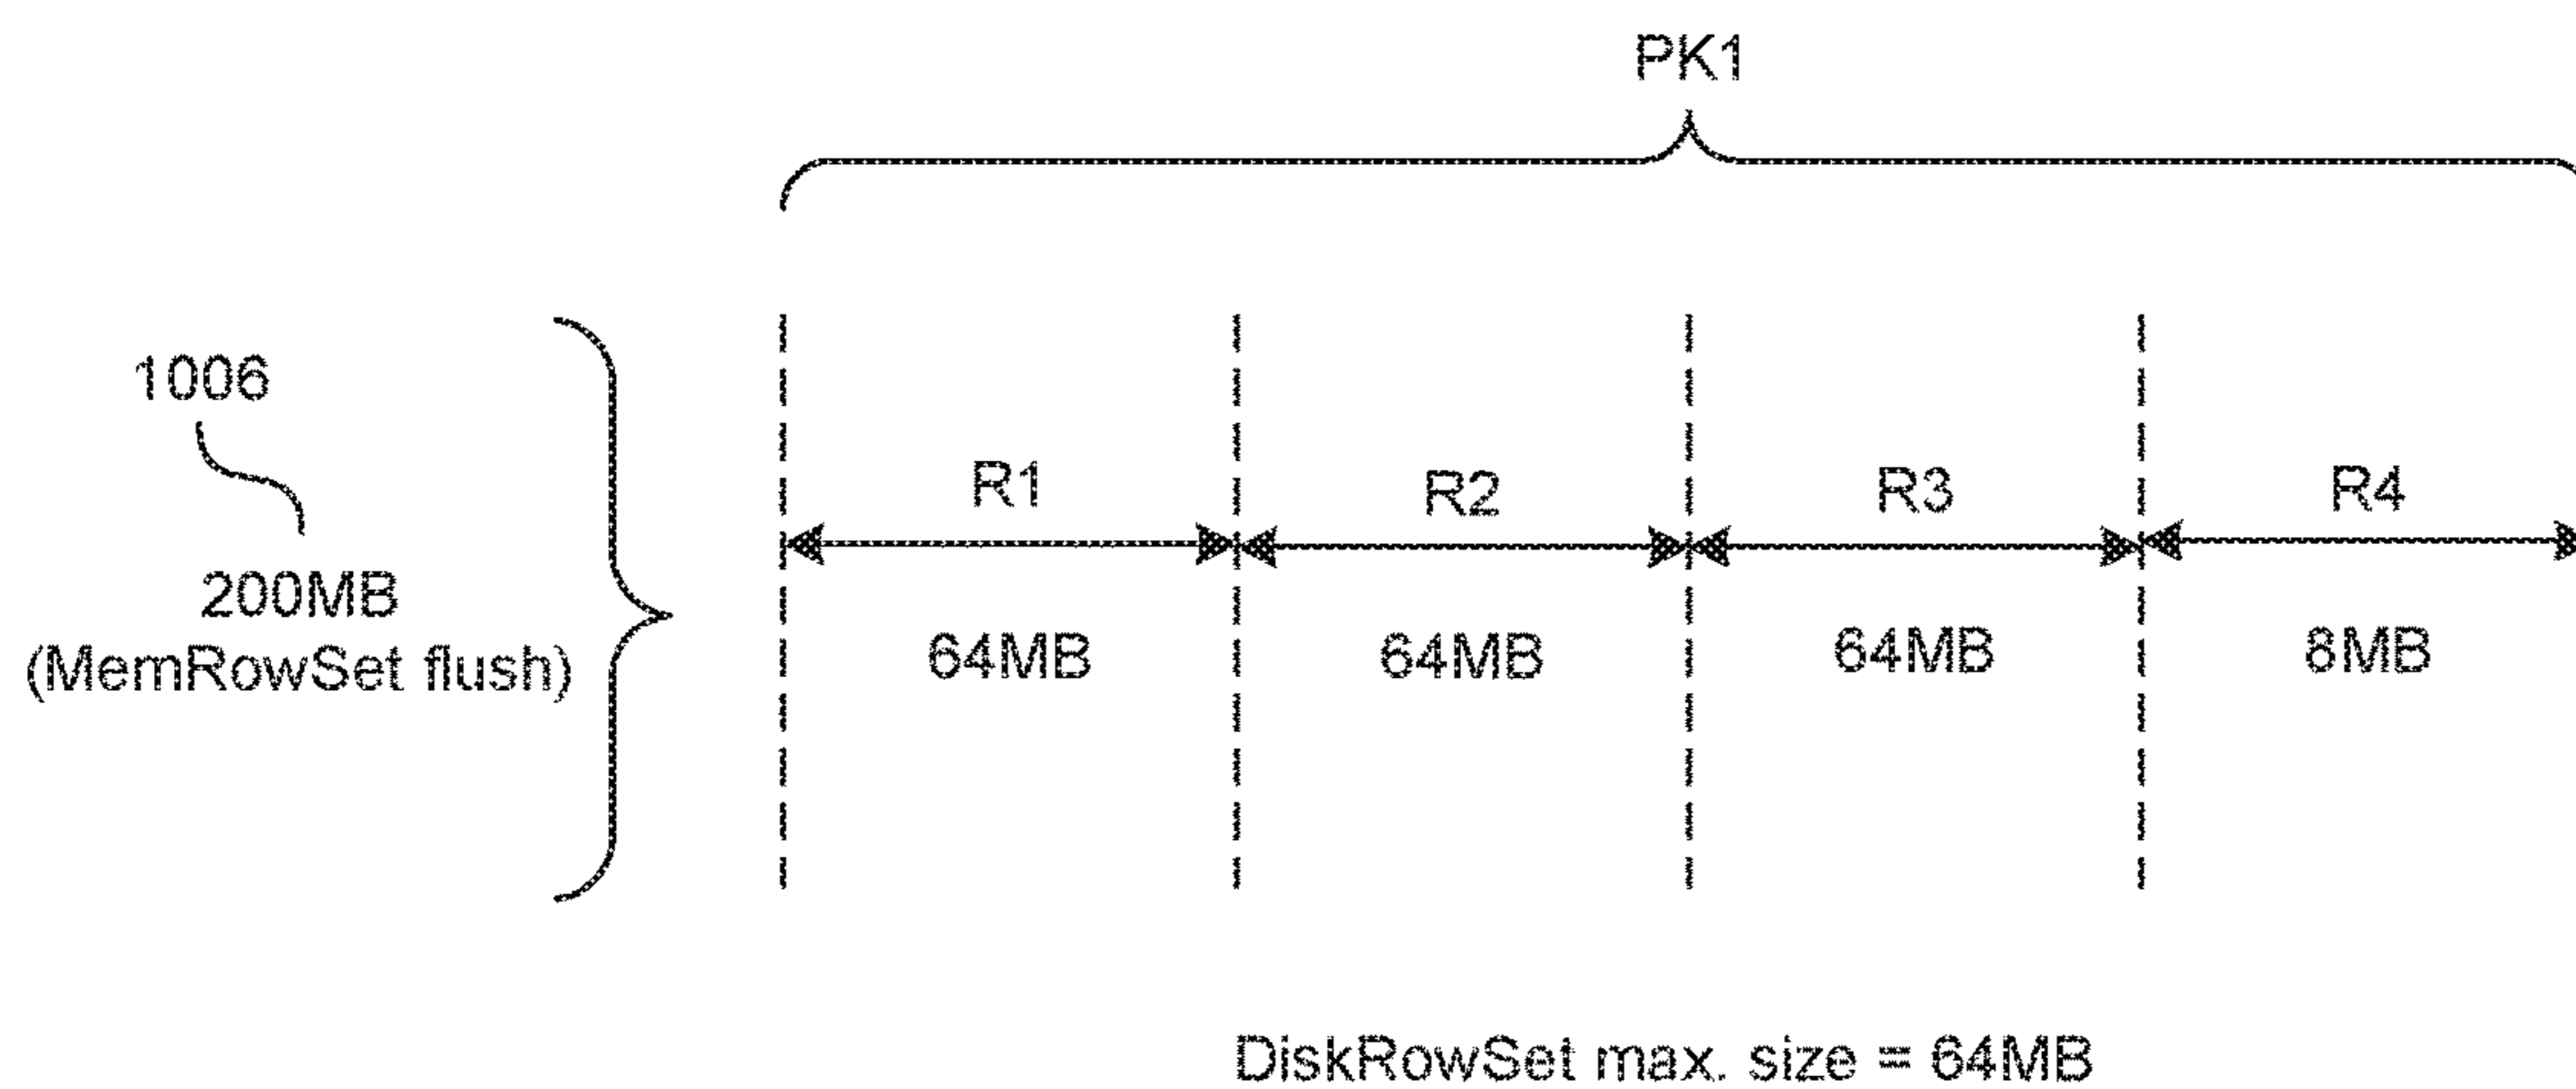 PK1
1006
200MB
(MemRowSet flush)
R1
R2
R3
R4
64MB
64MB
64MB
8MB
DiskRowSet max. size = 64MB